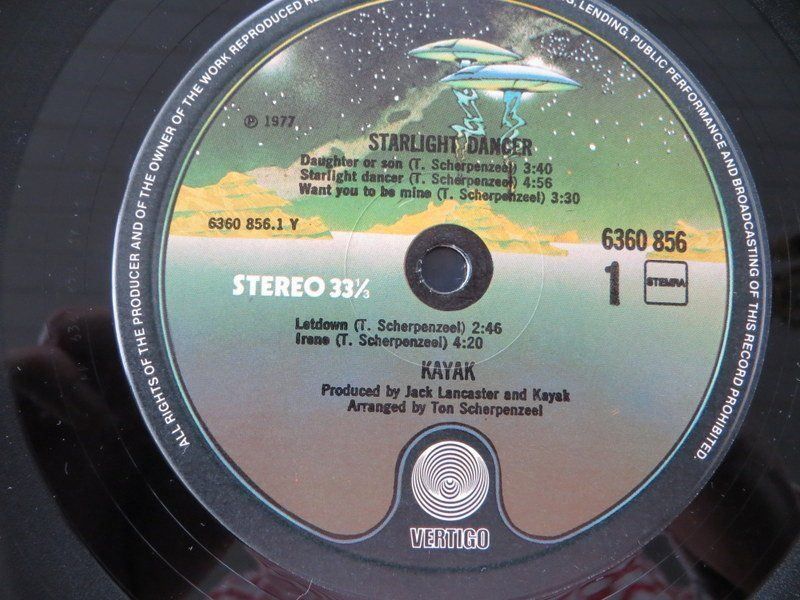 ALL RIGHTS OF THE PRODUCER AND OF THE OWNER OF THE WORK REPRODUCED
LENDING, PUBLIC PERFORMANCE AND BROADCASTING OF THIS RECORD PROHIBITED.
℗ 1977
STARLIGHT DANCER
Daughter or son (T. Scherpenzeel) 3:40
Starlight dancer (T. Scherpenzeel) 4:56
Want you to be mine (T. Scherpenzeel) 3:30
6360 856.1 Y
6360 856
STEREO 33⅓
1
STEMRA
Letdown (T. Scherpenzeel) 2:46
Irene (T. Scherpenzeel) 4:20
KAYAK
Produced by Jack Lancaster and Kayak
Arranged by Ton Scherpenzeel
VERTIGO